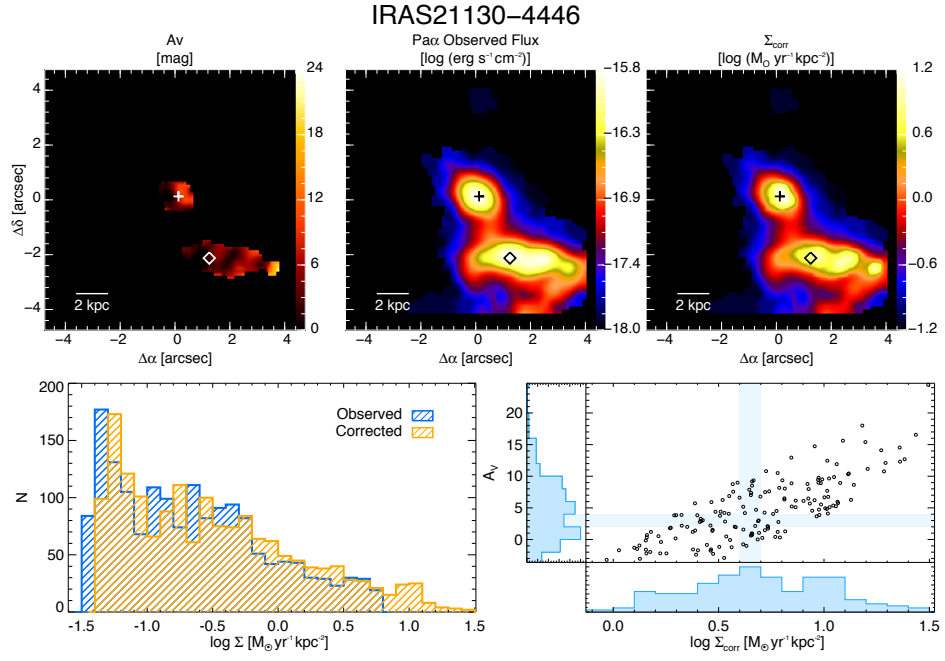 IRAS21130−4446
Av
[mag]
Paα Observed Flux
[log (erg s⁻¹cm⁻²)]
Σcorr
[log (M⊙ yr⁻¹kpc⁻²)]
4
2
0
−2
−4
Δδ [arcsec]
2 kpc
−4 −2 0 2 4
Δα [arcsec]
24
18
12
6
0
2 kpc
−4 −2 0 2 4
Δα [arcsec]
−15.8
−16.3
−16.9
−17.4
−18.0
2 kpc
−4 −2 0 2 4
Δα [arcsec]
1.2
0.6
0.0
−0.6
−1.2
200
150
100
50
0
N
Observed
Corrected
-1.5 -1.0 -0.5 0.0 0.5 1.0 1.5
log Σ [M⊙yr⁻¹kpc⁻²]
20
15
10
5
0
Aᵥ
0.0 0.5 1.0 1.5
log Σcorr [M⊙yr⁻¹kpc⁻²]